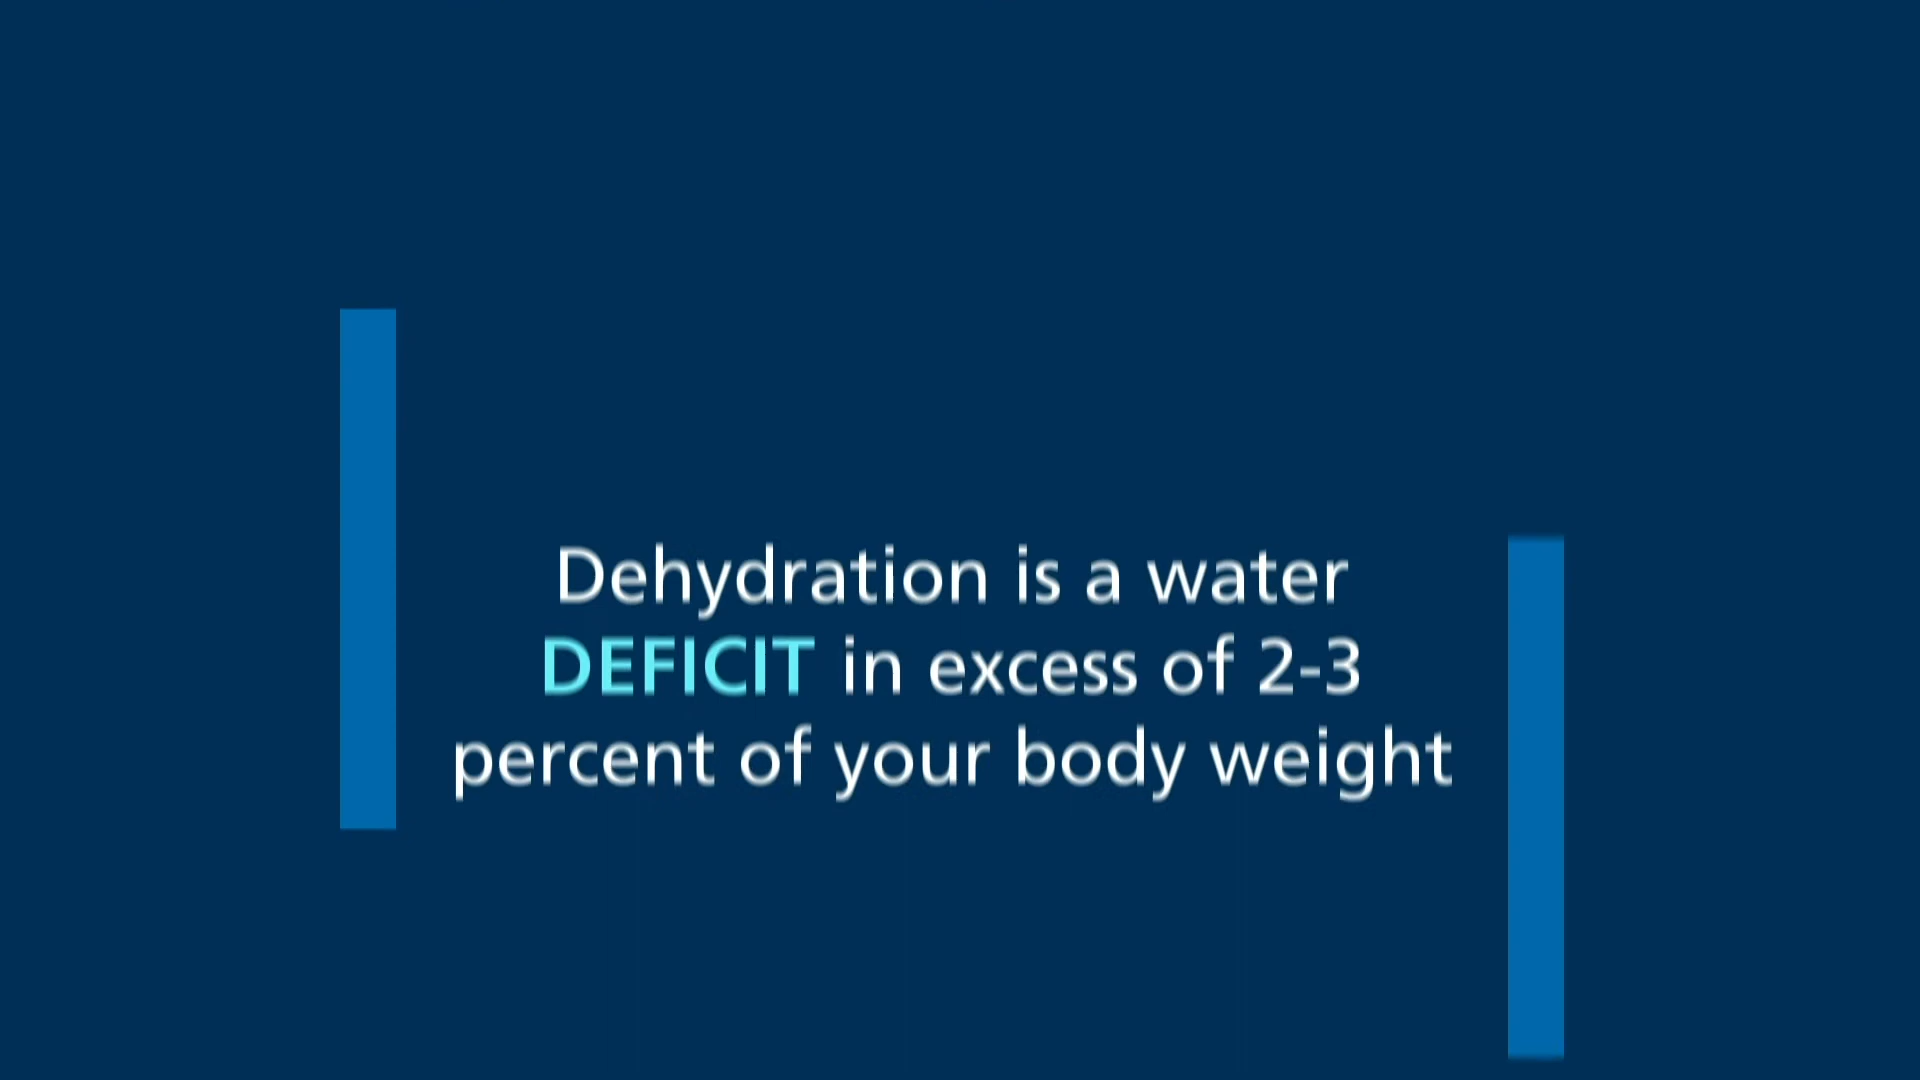 Dehydration is a water
DEFICIT in excess of 2-3
percent of your body weight